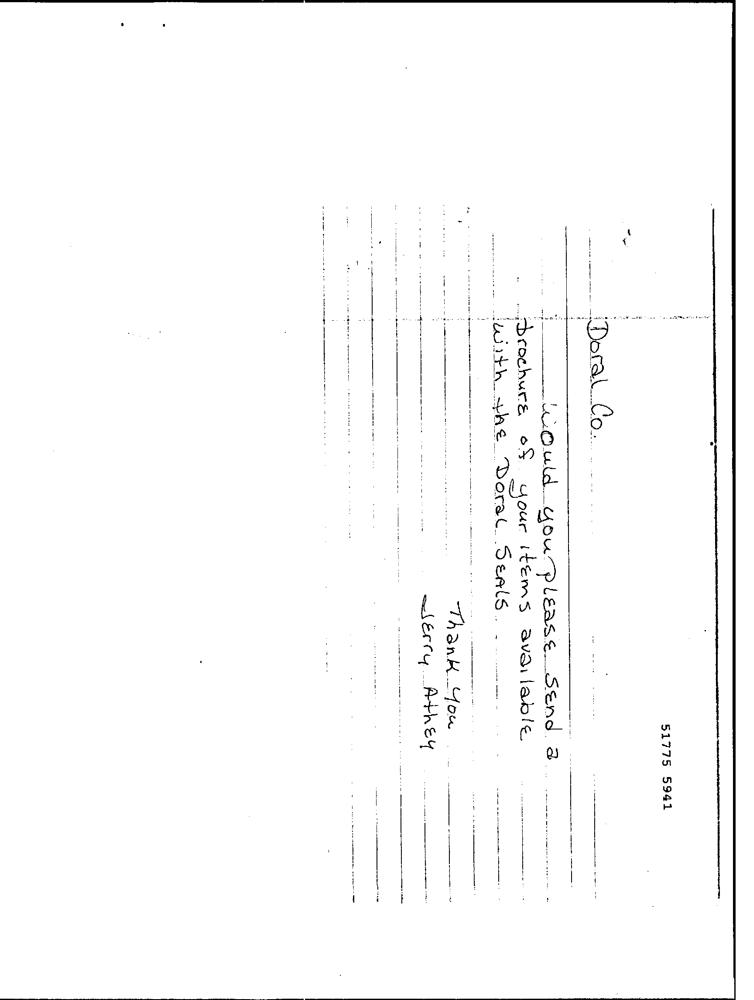 51775 5941
Doral Co.
Would you please send a
brochure of your items available
with the Doral Seals.
Thank you
Jerry Athey